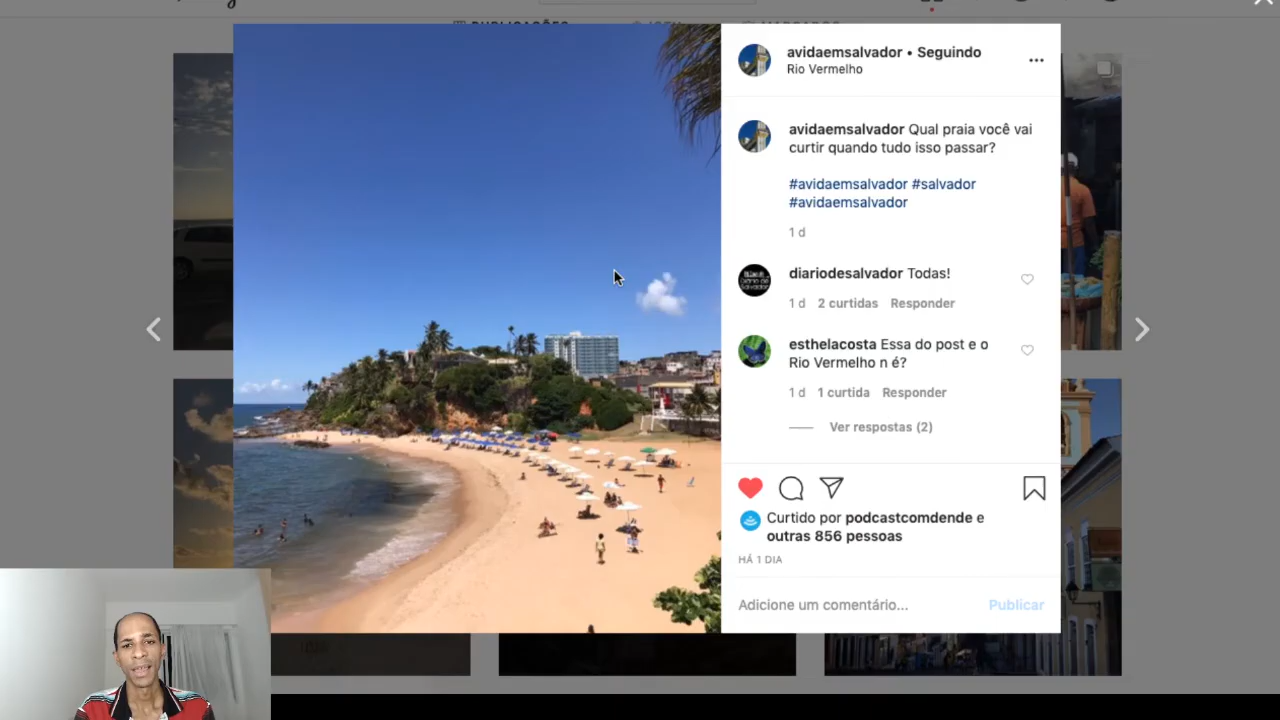 PUBLICAÇÕES
avidaemsalvador • Seguindo
Rio Vermelho
avidaemsalvador Qual praia você vai
curtir quando tudo isso passar?
#avidaemsalvador #salvador
#avidaemsalvador
1 d
diariodesalvador Todas!
1 d 2 curtidas Responder
esthelacosta Essa do post e o
Rio Vermelho n é?
1 d 1 curtida Responder
Ver respostas (2)
Curtido por podcastcomdende e
outras 856 pessoas
HÁ 1 DIA
Adicione um comentário... Publicar